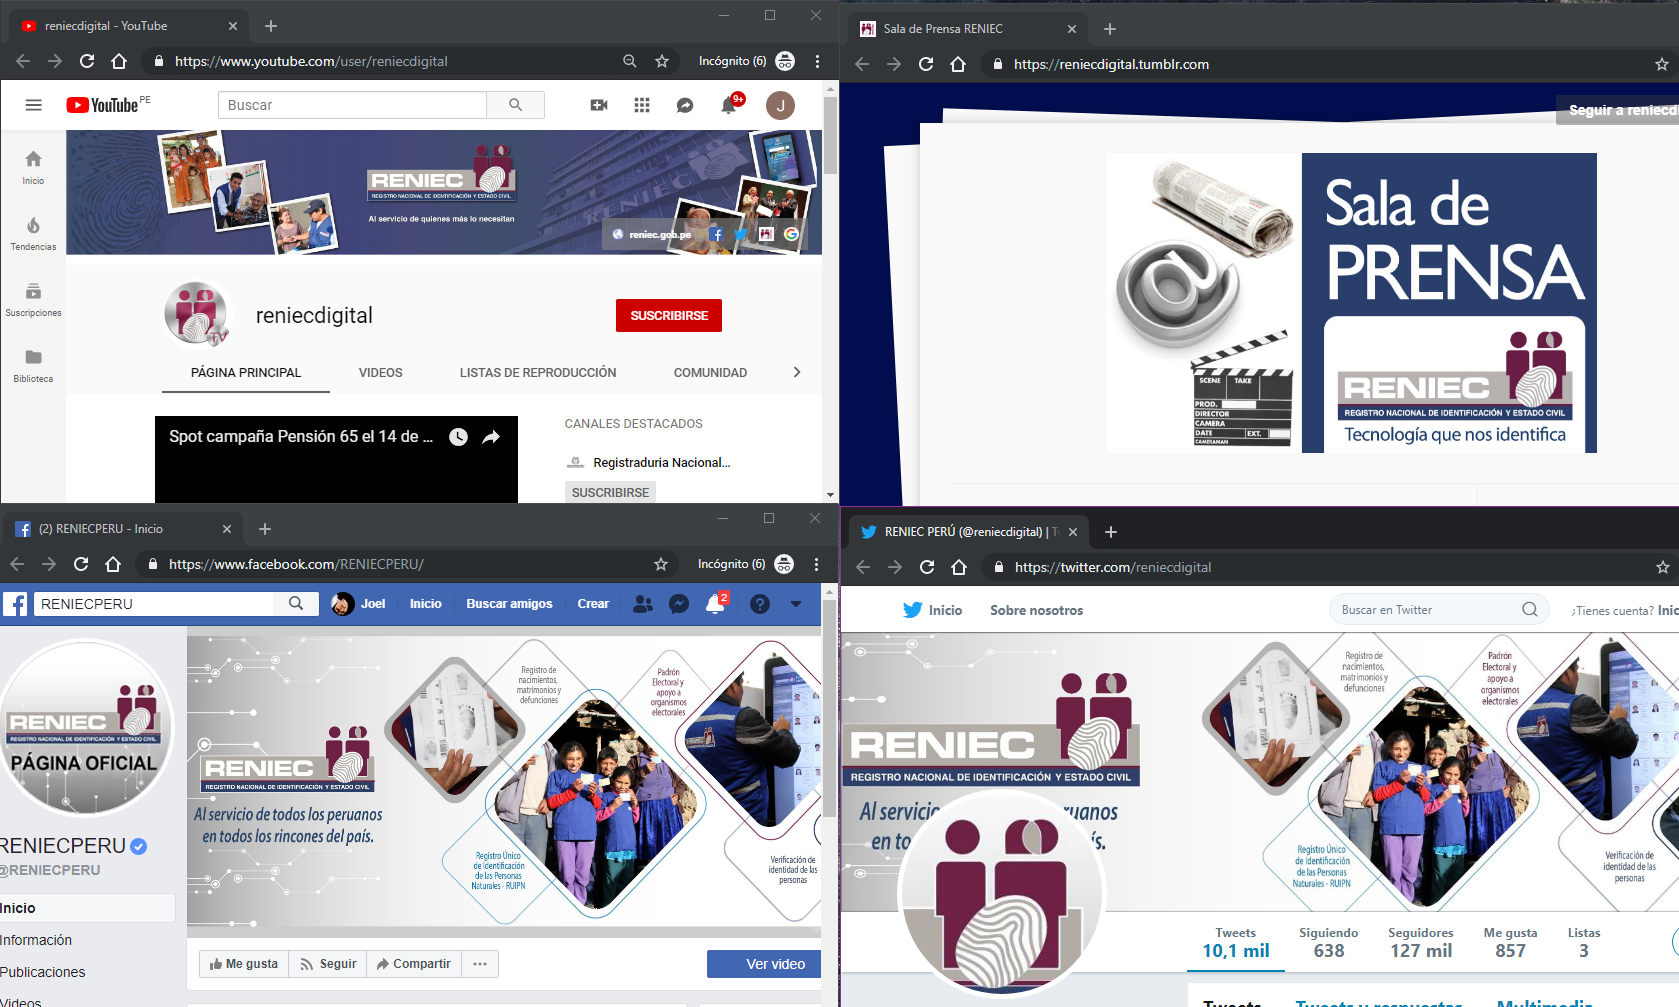 reniecdigital - YouTube
https://www.youtube.com/user/reniecdigital
Incógnito (6)
YouTube PE
Buscar
9+
J
Inicio
Tendencias
Suscripciones
Biblioteca
RENIEC
REGISTRO NACIONAL DE IDENTIFICACIÓN Y ESTADO CIVIL
Al servicio de quienes más lo necesitan
RENIEC
reniec.gob.pe
TV
reniecdigital
SUSCRIBIRSE
PÁGINA PRINCIPAL VIDEOS LISTAS DE REPRODUCCIÓN COMUNIDAD
Spot campaña Pensión 65 el 14 de ...
CANALES DESTACADOS
Registraduria Nacional...
SUSCRIBIRSE
Sala de Prensa RENIEC
https://reniecdigital.tumblr.com
Seguir a reniecdi
Sala de
PRENSA
SCENE TAKE
PROD.
DIRECTOR
CAMERA
DATE EXT.
CAMERAMAN
RENIEC
REGISTRO NACIONAL DE IDENTIFICACIÓN Y ESTADO CIVIL
Tecnología que nos identifica
(2) RENIECPERU - Inicio
https://www.facebook.com/RENIECPERU/
Incógnito (6)
RENIECPERU
Joel Inicio Buscar amigos Crear
2
RENIEC
REGISTRO NACIONAL DE IDENTIFICACIÓN Y ESTADO CIVIL
PÁGINA OFICIAL
RENIECPERU
@RENIECPERU
Inicio
Información
Publicaciones
Videos
RENIEC
REGISTRO NACIONAL DE IDENTIFICACIÓN Y ESTADO CIVIL
Al servicio de todos los peruanos
en todos los rincones del país.
Registro de
nacimientos,
matrimonios y
defunciones
Padrón
Electoral y
apoyo a
organismos
electorales
Registro Único
de Identificación
de las Personas
Naturales - RUIPN
Verificación de
identidad de las
personas
Me gusta Seguir Compartir ...
Ver video
RENIEC PERÚ (@reniecdigital) | Tw
https://twitter.com/reniecdigital
Inicio Sobre nosotros
Buscar en Twitter
¿Tienes cuenta? Inic
RENIEC
REGISTRO NACIONAL DE IDENTIFICACIÓN Y ESTADO CIVIL
Al servicio peruanos
en to país.
Registro de
nacimientos,
matrimonios y
defunciones
Padrón
Electoral y
apoyo a
organismos
electorales
Registro Único
de Identificación
de las Personas
Naturales - RUIPN
Verificación de
identidad de las
personas
Tweets Siguiendo Seguidores Me gusta Listas
10,1 mil 638 127 mil 857 3
Tweets Tweets y respuestas Multimedia